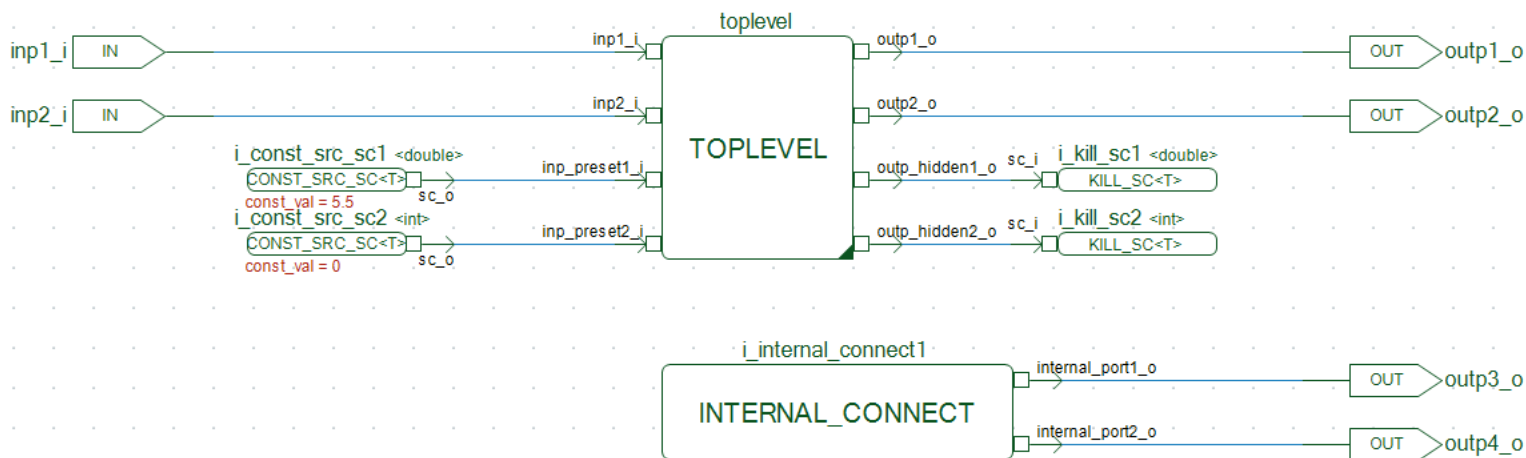 toplevel
inp1_i IN inp1_i outp1_o OUT outp1_o
inp2_i IN inp2_i outp2_o OUT outp2_o
TOPLEVEL
i_const_src_sc1 <double>
CONST_SRC_SC<T> sc_o inp_preset1_i outp_hidden1_o sc_i i_kill_sc1 <double>
KILL_SC<T>
const_val = 5.5
i_const_src_sc2 <int>
CONST_SRC_SC<T> sc_o inp_preset2_i outp_hidden2_o sc_i i_kill_sc2 <int>
KILL_SC<T>
const_val = 0
i_internal_connect1
internal_port1_o OUT outp3_o
INTERNAL_CONNECT
internal_port2_o OUT outp4_o